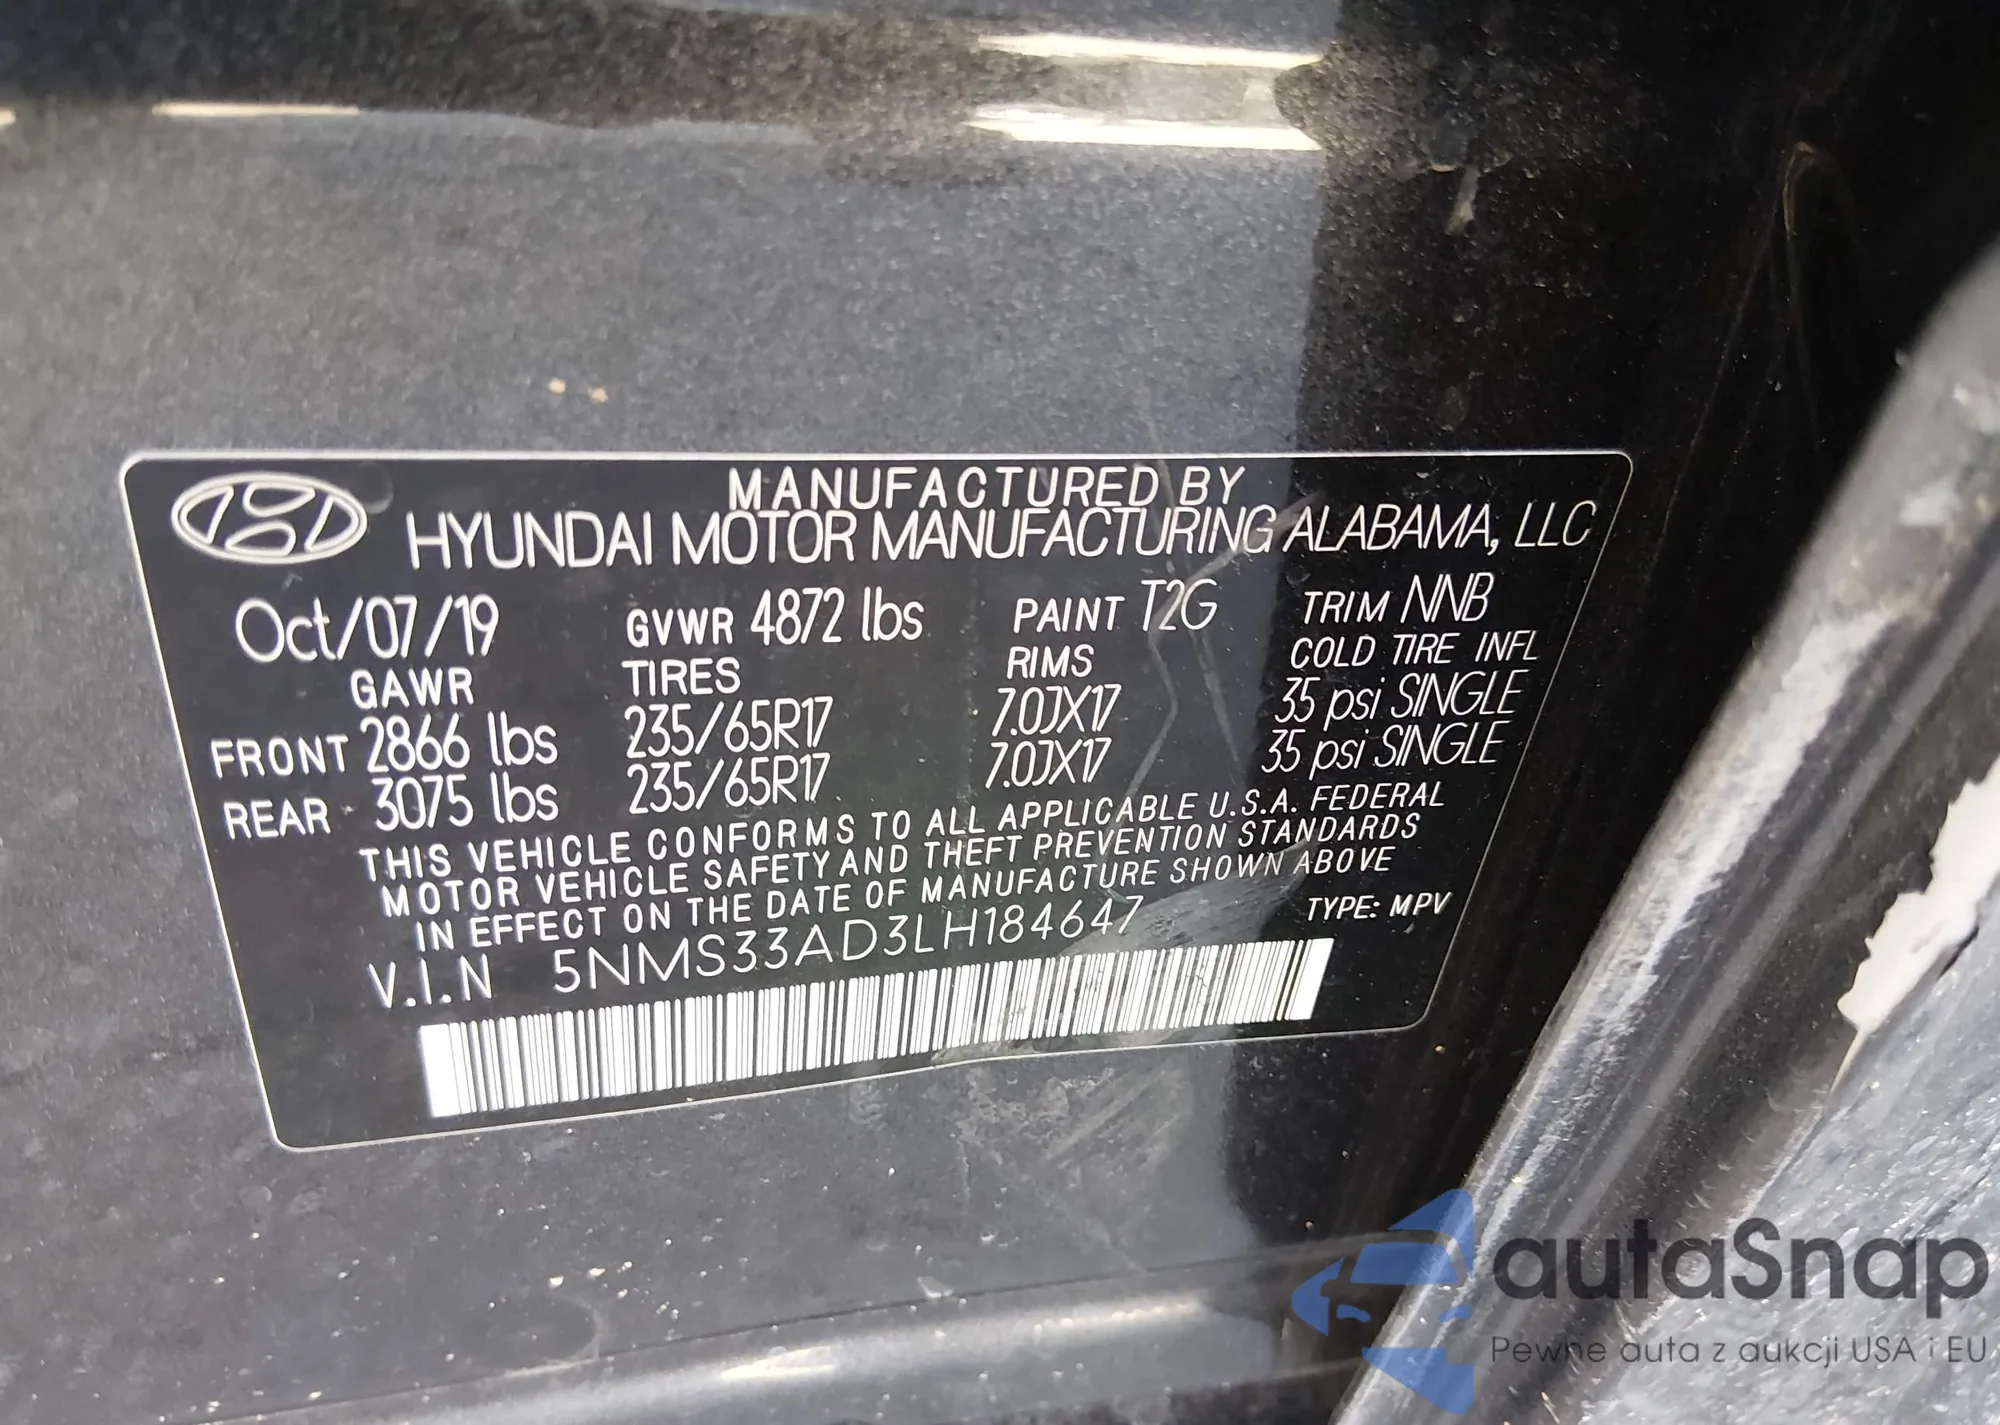 MANUFACTURED BY
HYUNDAI MOTOR MANUFACTURING ALABAMA, LLC
Oct/07/19 GVWR 4872 lbs PAINT T2G TRIM NNB
GAWR TIRES RIMS COLD TIRE INFL
FRONT 2866 lbs 235/65R17 7.0JX17 35 psi SINGLE
REAR 3075 lbs 235/65R17 7.0JX17 35 psi SINGLE
THIS VEHICLE CONFORMS TO ALL APPLICABLE U.S.A. FEDERAL
MOTOR VEHICLE SAFETY AND THEFT PREVENTION STANDARDS
IN EFFECT ON THE DATE OF MANUFACTURE SHOWN ABOVE
V.I.N 5NMS33AD3LH184647 TYPE: MPV
autaSnap
Pewne auta z aukcji USA i EU